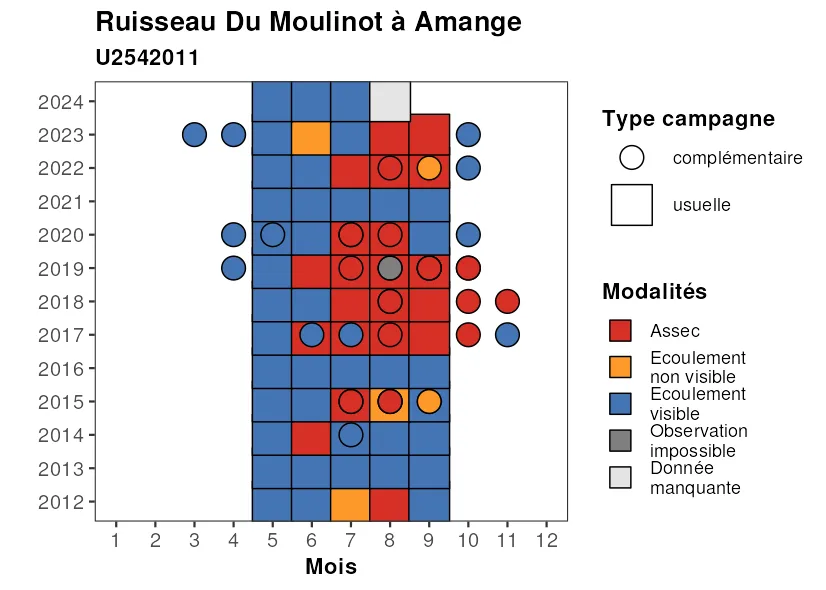 Ruisseau Du Moulinot à Amange
U2542011
2024
2023
2022
2021
2020
2019
2018
2017
2016
2015
2014
2013
2012
1 2 3 4 5 6 7 8 9 10 11 12
Mois
Type campagne
complémentaire
usuelle
Modalités
Assec
Ecoulement
non visible
Ecoulement
visible
Observation
impossible
Donnée
manquante